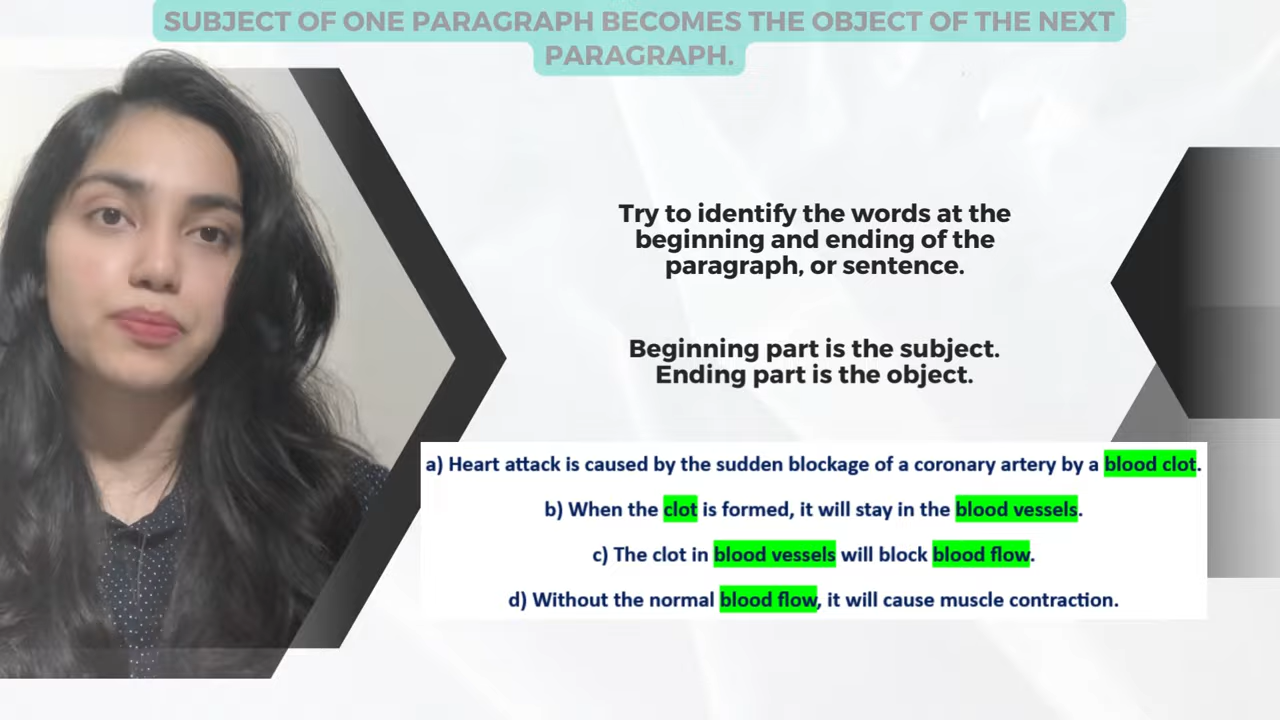 SUBJECT OF ONE PARAGRAPH BECOMES THE OBJECT OF THE NEXT
PARAGRAPH.
Try to identify the words at the
beginning and ending of the
paragraph, or sentence.
Beginning part is the subject.
Ending part is the object.
a) Heart attack is caused by the sudden blockage of a coronary artery by a blood clot.
b) When the clot is formed, it will stay in the blood vessels.
c) The clot in blood vessels will block blood flow.
d) Without the normal blood flow, it will cause muscle contraction.